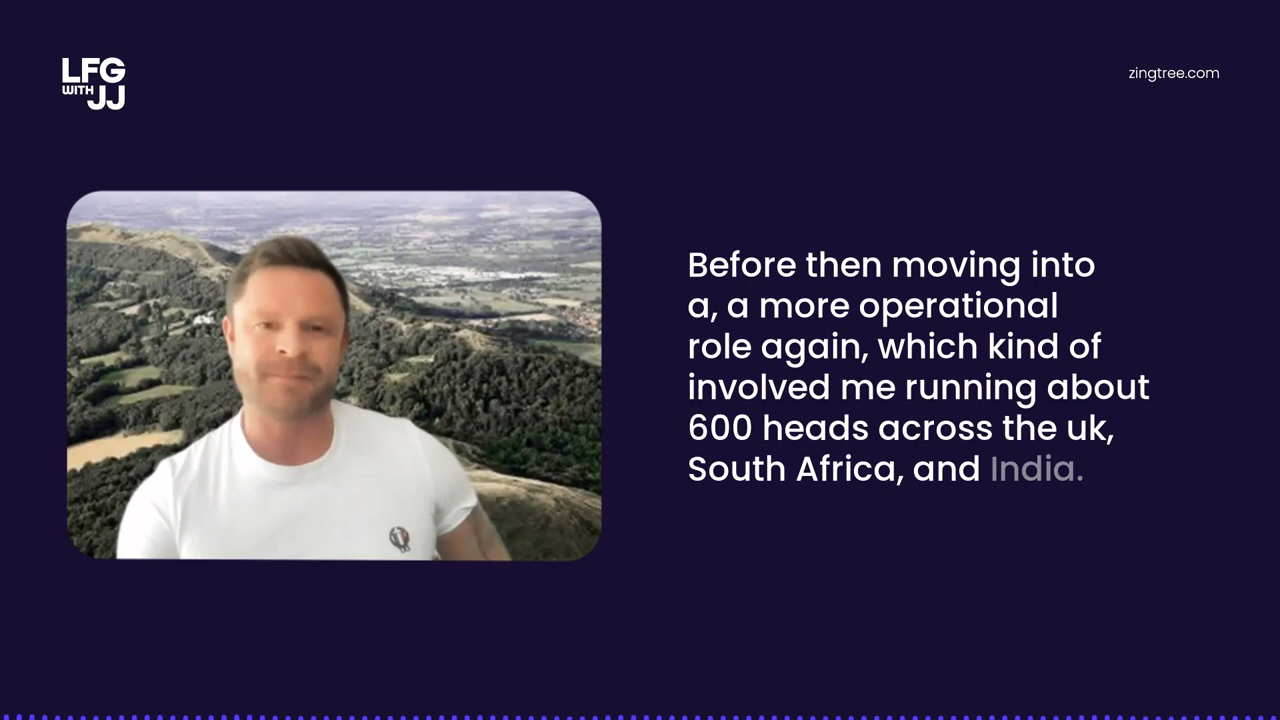 LFG
WITH JJ
zingtree.com
Before then moving into
a, a more operational
role again, which kind of
involved me running about
600 heads across the uk,
South Africa, and India.